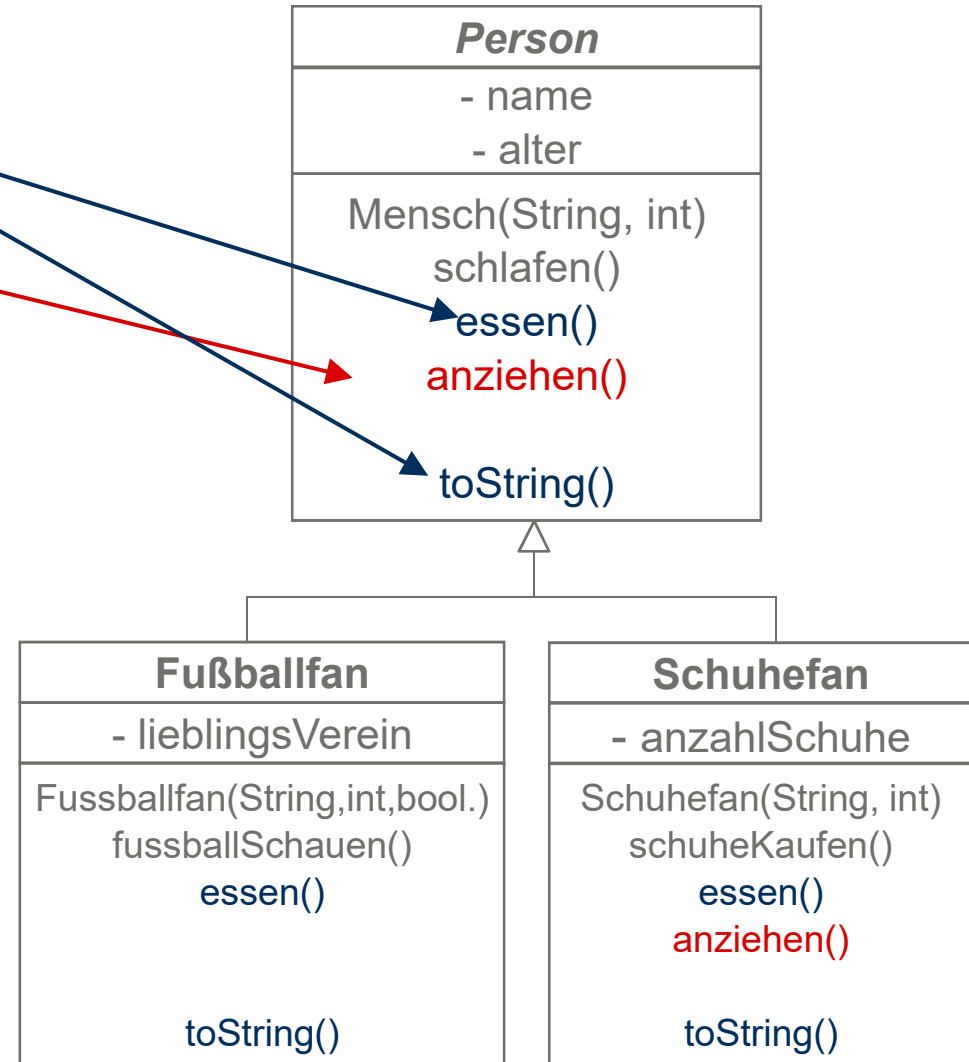 Person
- name
- alter
Mensch(String, int)
schlafen()
essen()
anziehen()
toString()
Fußballfan
- lieblingsVerein
Fussballfan(String,int,bool.)
fussballSchauen()
essen()
toString()
Schuhefan
- anzahlSchuhe
Schuhefan(String, int)
schuheKaufen()
essen()
anziehen()
toString()